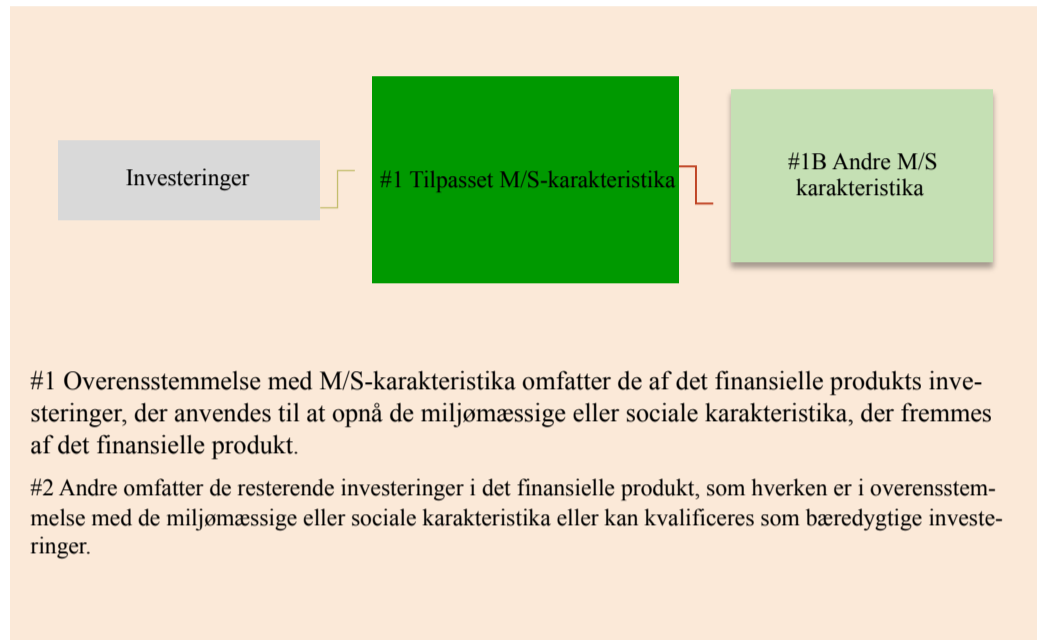 Investeringer
#1 Tilpasset M/S-karakteristika
#1B Andre M/S
karakteristika
#1 Overensstemmelse med M/S-karakteristika omfatter de af det finansielle produkts inve-
steringer, der anvendes til at opnå de miljømæssige eller sociale karakteristika, der fremmes
af det finansielle produkt.
#2 Andre omfatter de resterende investeringer i det finansielle produkt, som hverken er i overensstem-
melse med de miljømæssige eller sociale karakteristika eller kan kvalificeres som bæredygtige investe-
ringer.